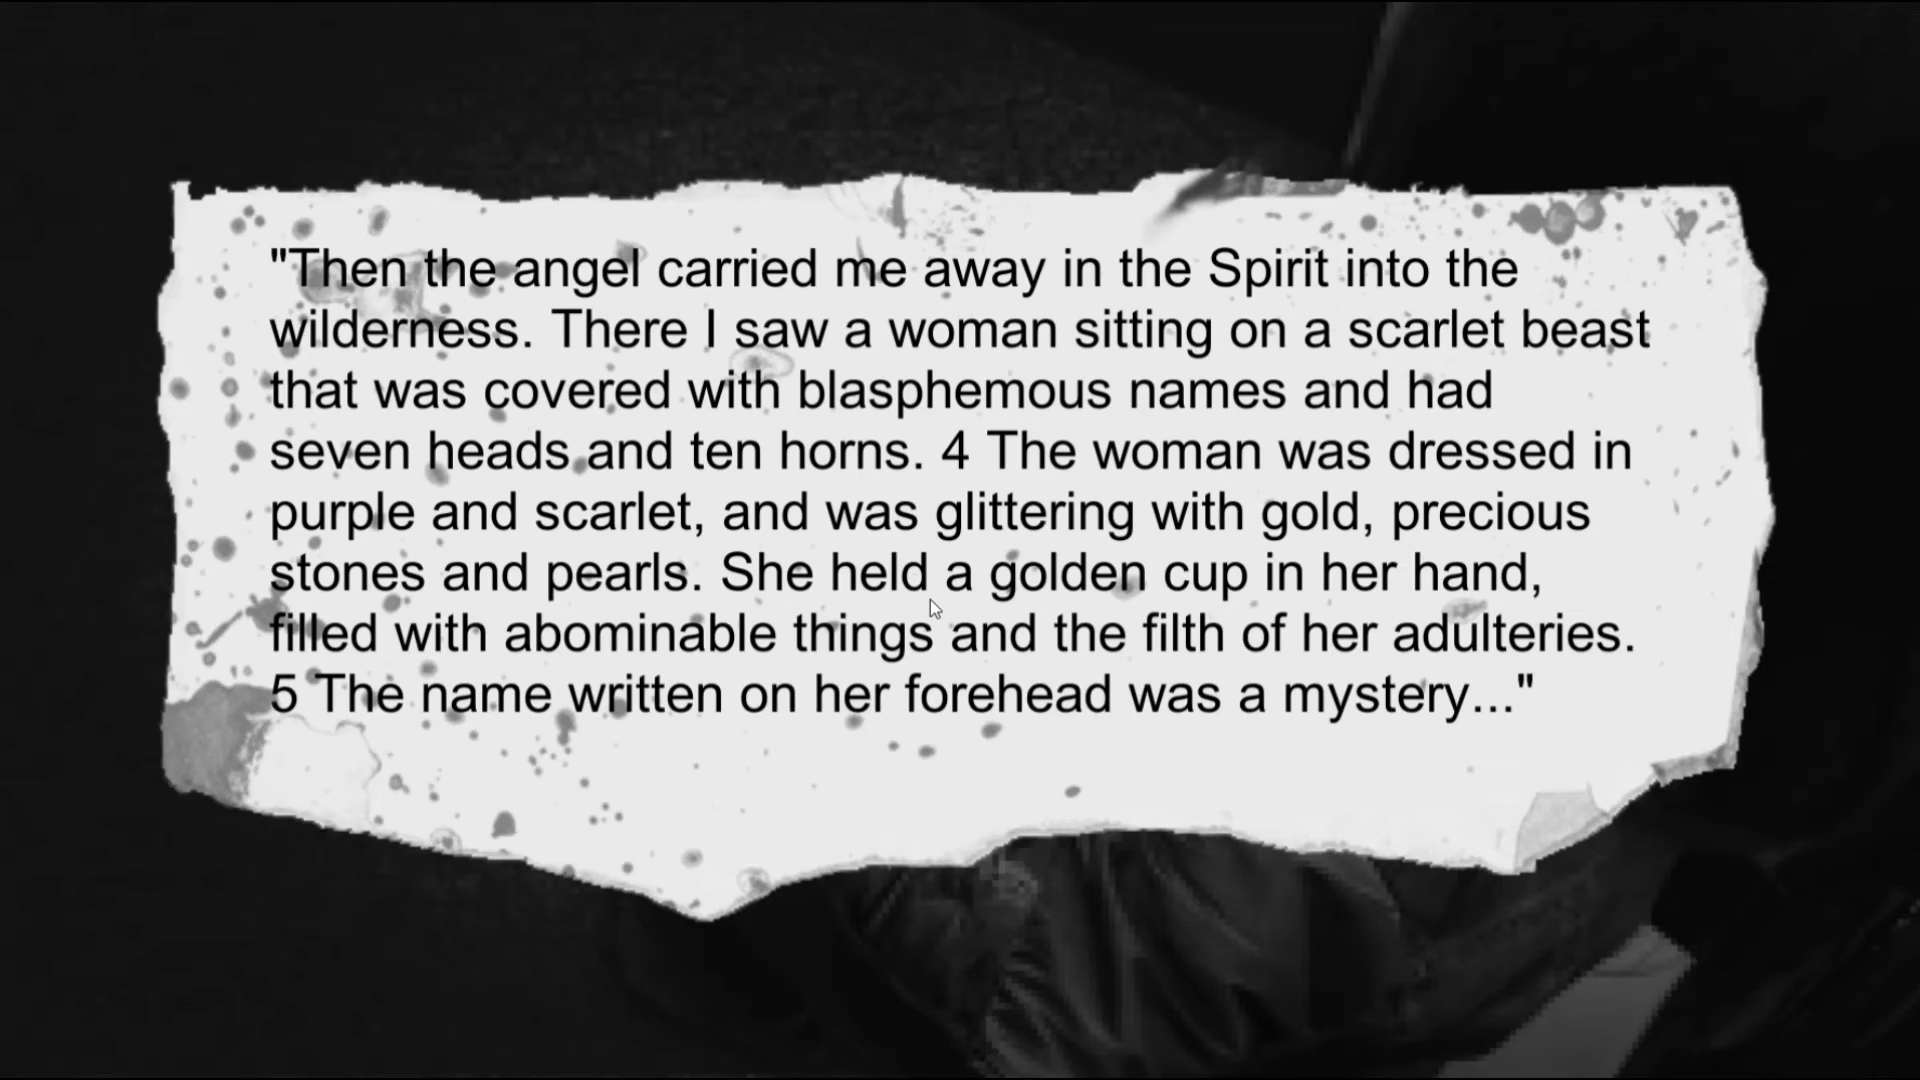 "Then the angel carried me away in the Spirit into the
wilderness. There I saw a woman sitting on a scarlet beast
that was covered with blasphemous names and had
seven heads and ten horns. 4 The woman was dressed in
purple and scarlet, and was glittering with gold, precious
stones and pearls. She held a golden cup in her hand,
filled with abominable things and the filth of her adulteries.
5 The name written on her forehead was a mystery..."